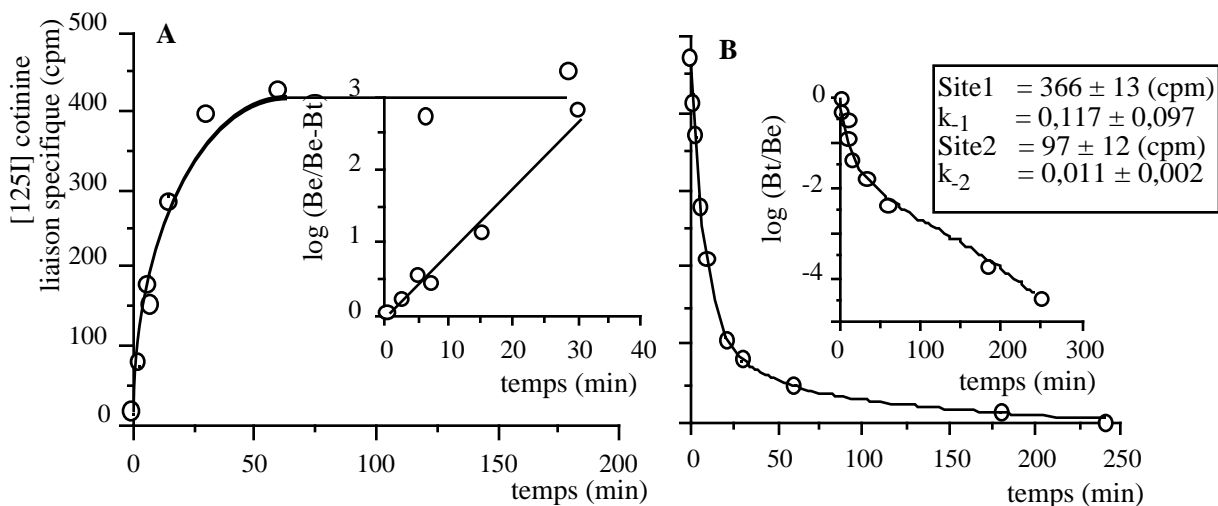 A
[125I] cotinine
liaison specifique (cpm)
500
400
300
200
100
0
0 50 100 150 200
temps (min)
log (Be/Be-Bt)
3
2
1
0
0 10 20 30 40
temps (min)
B
0 50 100 150 200 250
temps (min)
log (Bt/Be)
0
-2
-4
0 100 200 300
temps (min)
Site1 = 366 ± 13 (cpm)
k-1 = 0,117 ± 0,097
Site2 = 97 ± 12 (cpm)
k-2 = 0,011 ± 0,002